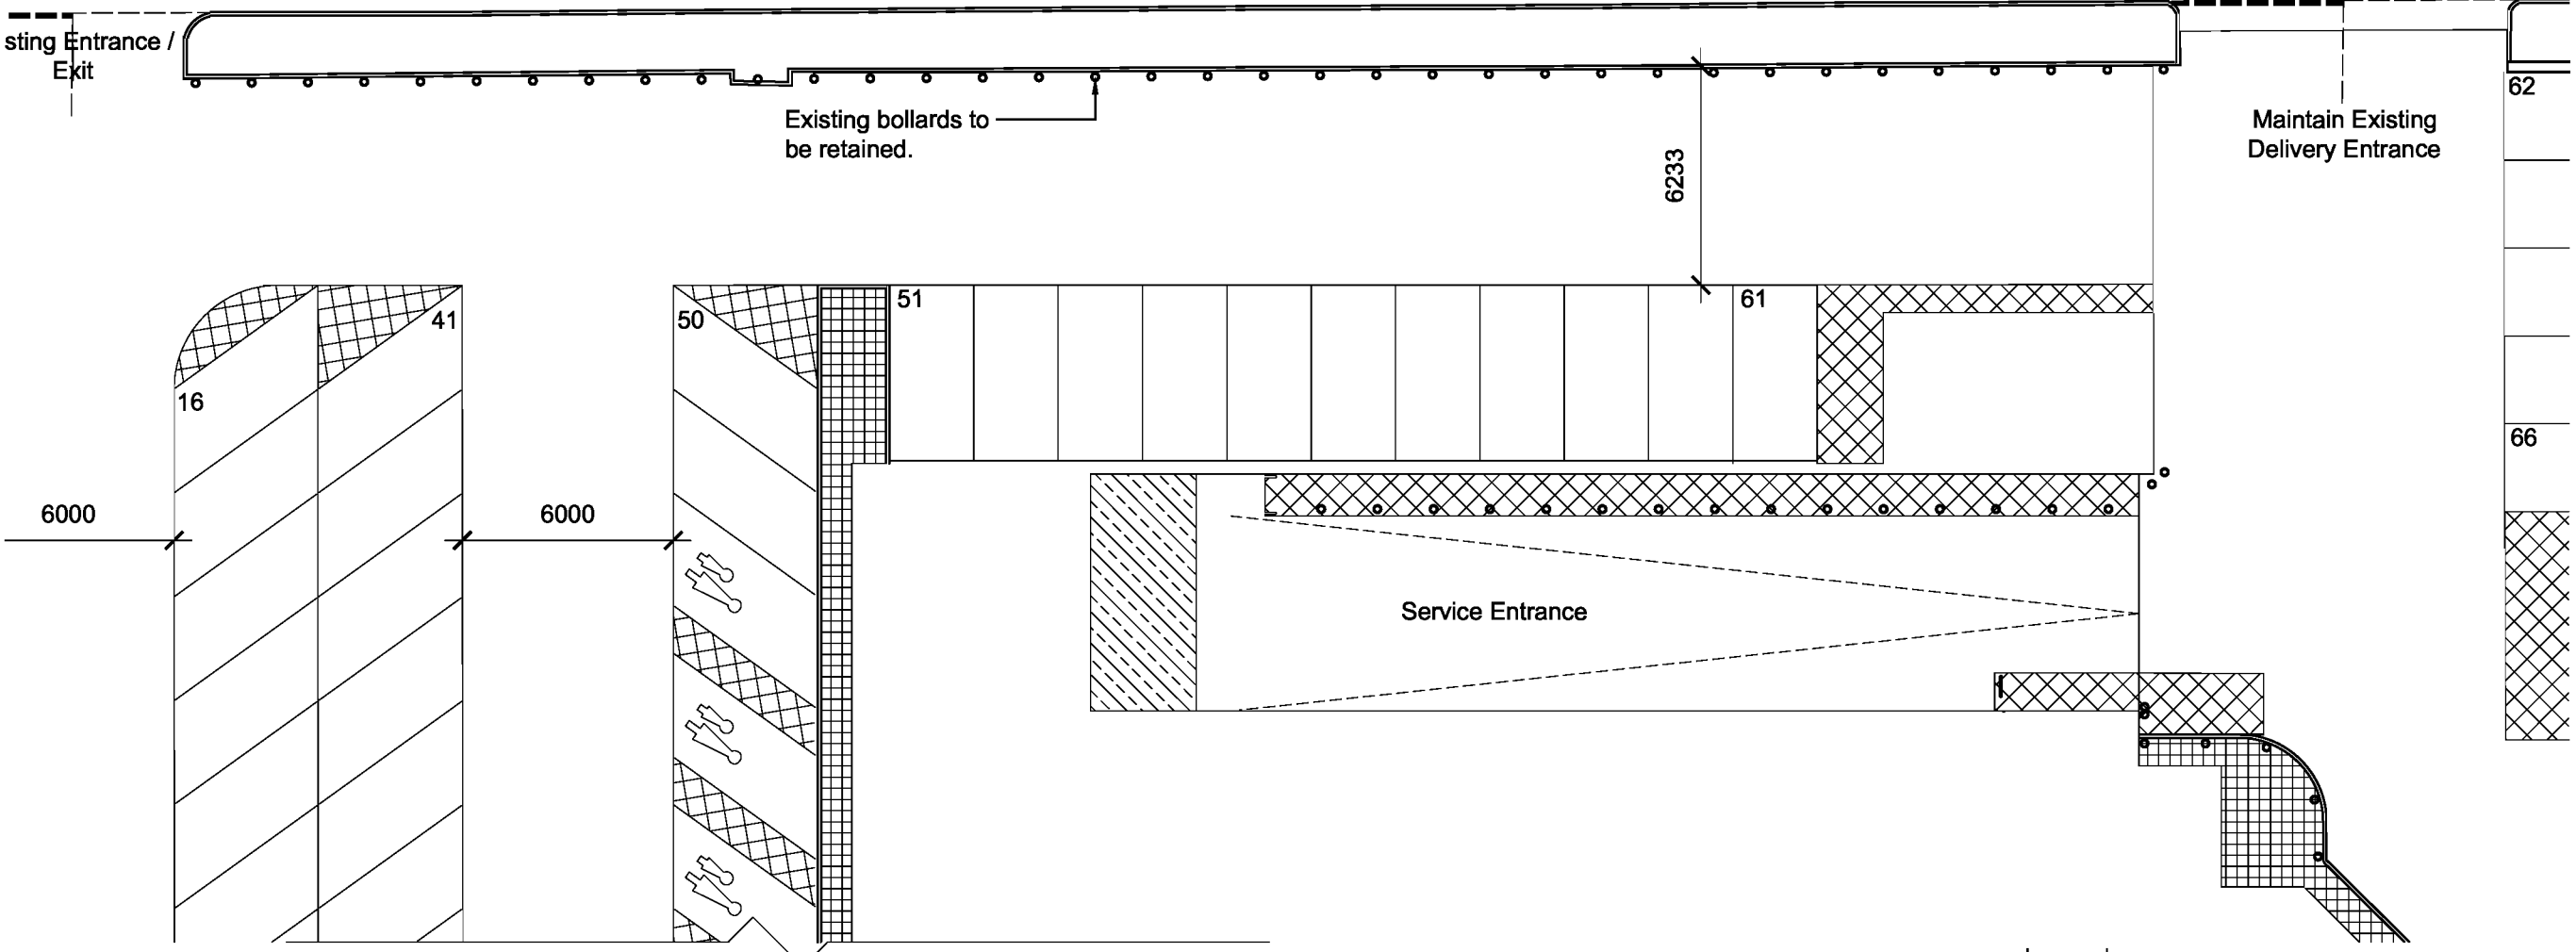 sting Entrance /
Exit
Existing bollards to
be retained.
6233
Maintain Existing
Delivery Entrance
62
51
61
50
41
16
66
6000
6000
Service Entrance